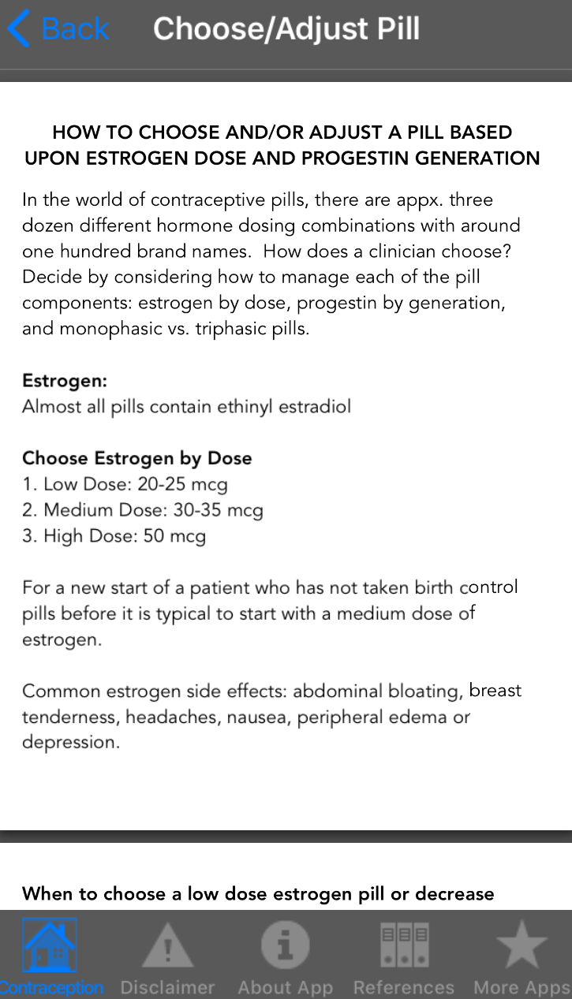 Back Choose/Adjust Pill
HOW TO CHOOSE AND/OR ADJUST A PILL BASED
UPON ESTROGEN DOSE AND PROGESTIN GENERATION
In the world of contraceptive pills, there are appx. three
dozen different hormone dosing combinations with around
one hundred brand names.  How does a clinician choose?
Decide by considering how to manage each of the pill
components: estrogen by dose, progestin by generation,
and monophasic vs. triphasic pills.
Estrogen:
Almost all pills contain ethinyl estradiol
Choose Estrogen by Dose
1. Low Dose: 20-25 mcg
2. Medium Dose: 30-35 mcg
3. High Dose: 50 mcg
For a new start of a patient who has not taken birth control
pills before it is typical to start with a medium dose of
estrogen.
Common estrogen side effects: abdominal bloating, breast
tenderness, headaches, nausea, peripheral edema or
depression.
When to choose a low dose estrogen pill or decrease
Contraception Disclaimer About App References More Apps